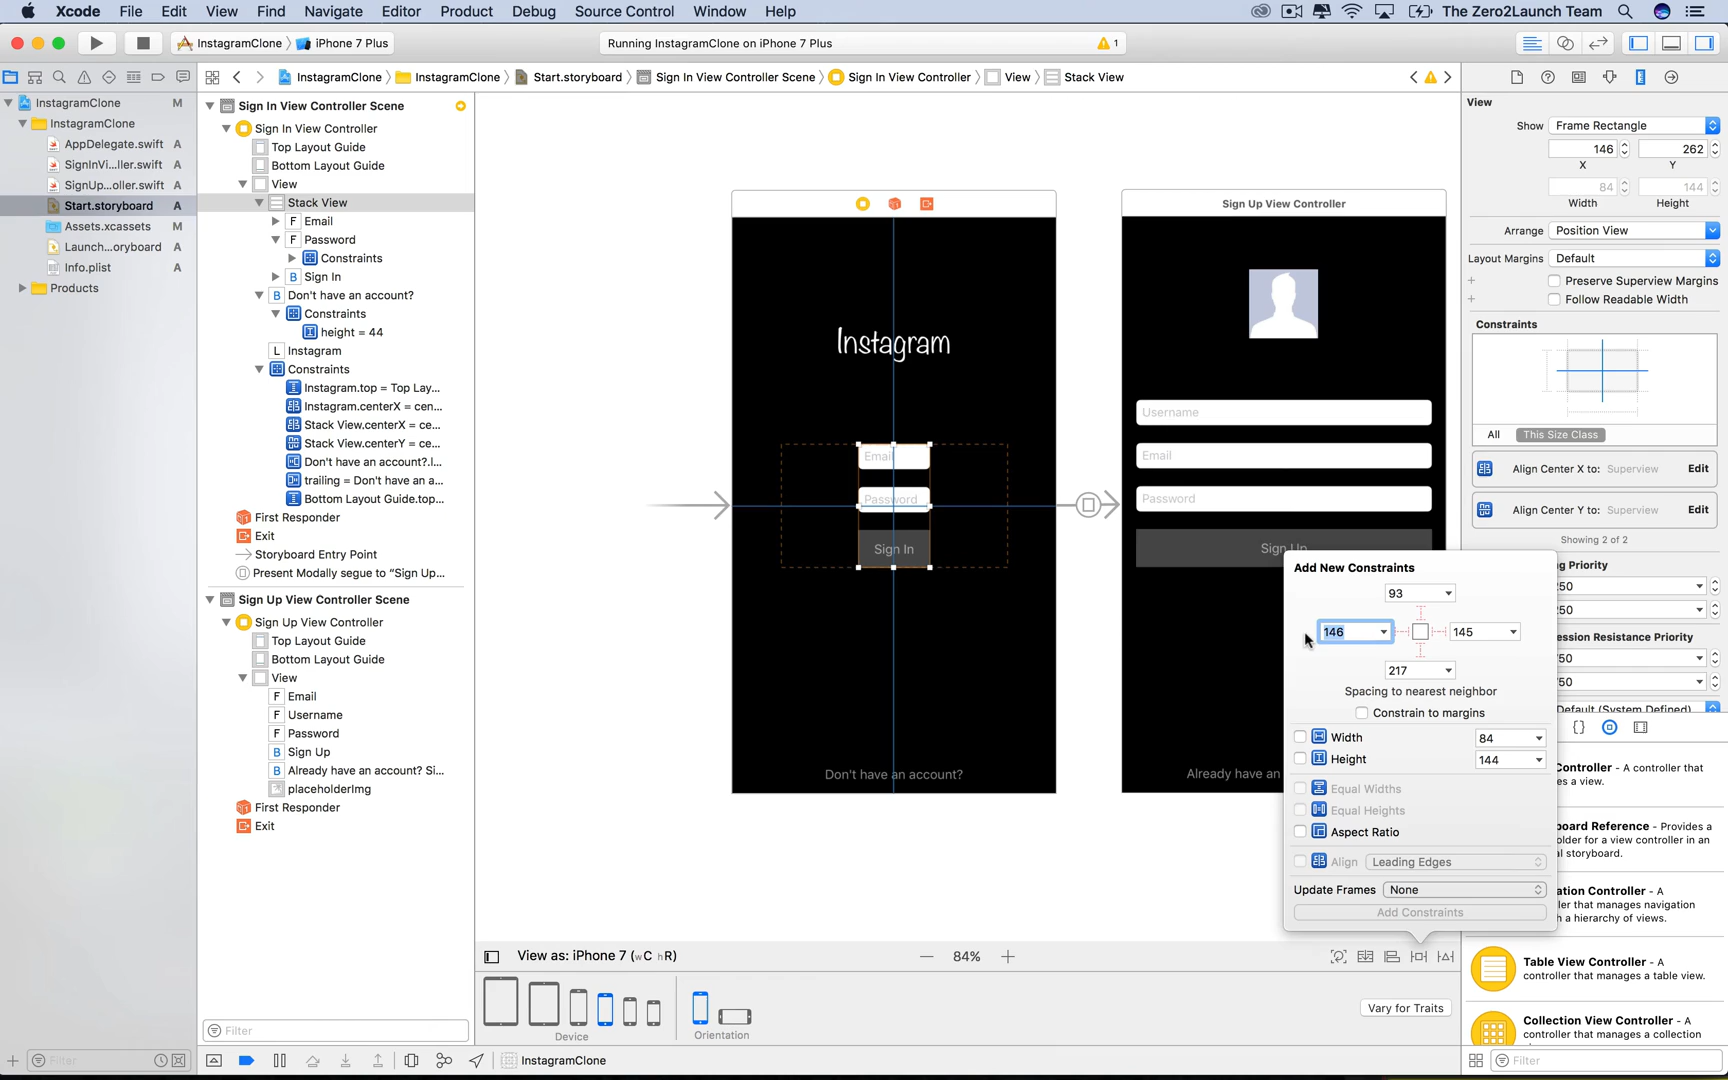 Xcode File Edit View Find Navigate Editor Product Debug Source Control Window Help The Zero2Launch Team
InstagramClone iPhone 7 Plus
Running InstagramClone on iPhone 7 Plus
1
InstagramClone InstagramClone Start.storyboard Sign In View Controller Scene Sign In View Controller View Stack View
InstagramClone M
InstagramClone
AppDelegate.swift A
SignInVi...ller.swift A
SignUp...oller.swift A
Start.storyboard A
Assets.xcassets M
Launch...oryboard A
Info.plist A
Products
Filter
Sign In View Controller Scene
Sign In View Controller
Top Layout Guide
Bottom Layout Guide
View
Stack View
F Email
F Password
Constraints
B Sign In
B Don't have an account?
Constraints
height = 44
L Instagram
Constraints
Instagram.top = Top Lay...
Instagram.centerX = cen...
Stack View.centerX = ce...
Stack View.centerY = ce...
Don't have an account?.l...
trailing = Don't have an a...
Bottom Layout Guide.top...
First Responder
Exit
Storyboard Entry Point
Present Modally segue to “Sign Up...
Sign Up View Controller Scene
Sign Up View Controller
Top Layout Guide
Bottom Layout Guide
View
F Email
F Username
F Password
B Sign Up
B Already have an account? Si...
placeholderImg
First Responder
Exit
Filter
Instagram
Email
Password
Sign In
Don't have an account?
Sign Up View Controller
Username
Email
Password
Sign Up
Already have an
Add New Constraints
93
146
145
217
Spacing to nearest neighbor
Constrain to margins
Width 84
Height 144
Equal Widths
Equal Heights
Aspect Ratio
Align Leading Edges
Update Frames None
Add Constraints
View as: iPhone 7 (wC hR)
84%
Device
Orientation
Vary for Traits
InstagramClone
View
Show Frame Rectangle
146 262
X Y
84 144
Width Height
Arrange Position View
Layout Margins Default
Preserve Superview Margins
Follow Readable Width
Constraints
All This Size Class
Align Center X to: Superview Edit
Align Center Y to: Superview Edit
Showing 2 of 2
ng Priority
250
250
ession Resistance Priority
750
750
Default (System Defined)
Controller - A controller that
es a view.
board Reference - Provides a
older for a view controller in an
al storyboard.
ation Controller - A
ller that manages navigation
h a hierarchy of views.
Table View Controller - A
controller that manages a table view.
Collection View Controller - A
controller that manages a collection
Filter